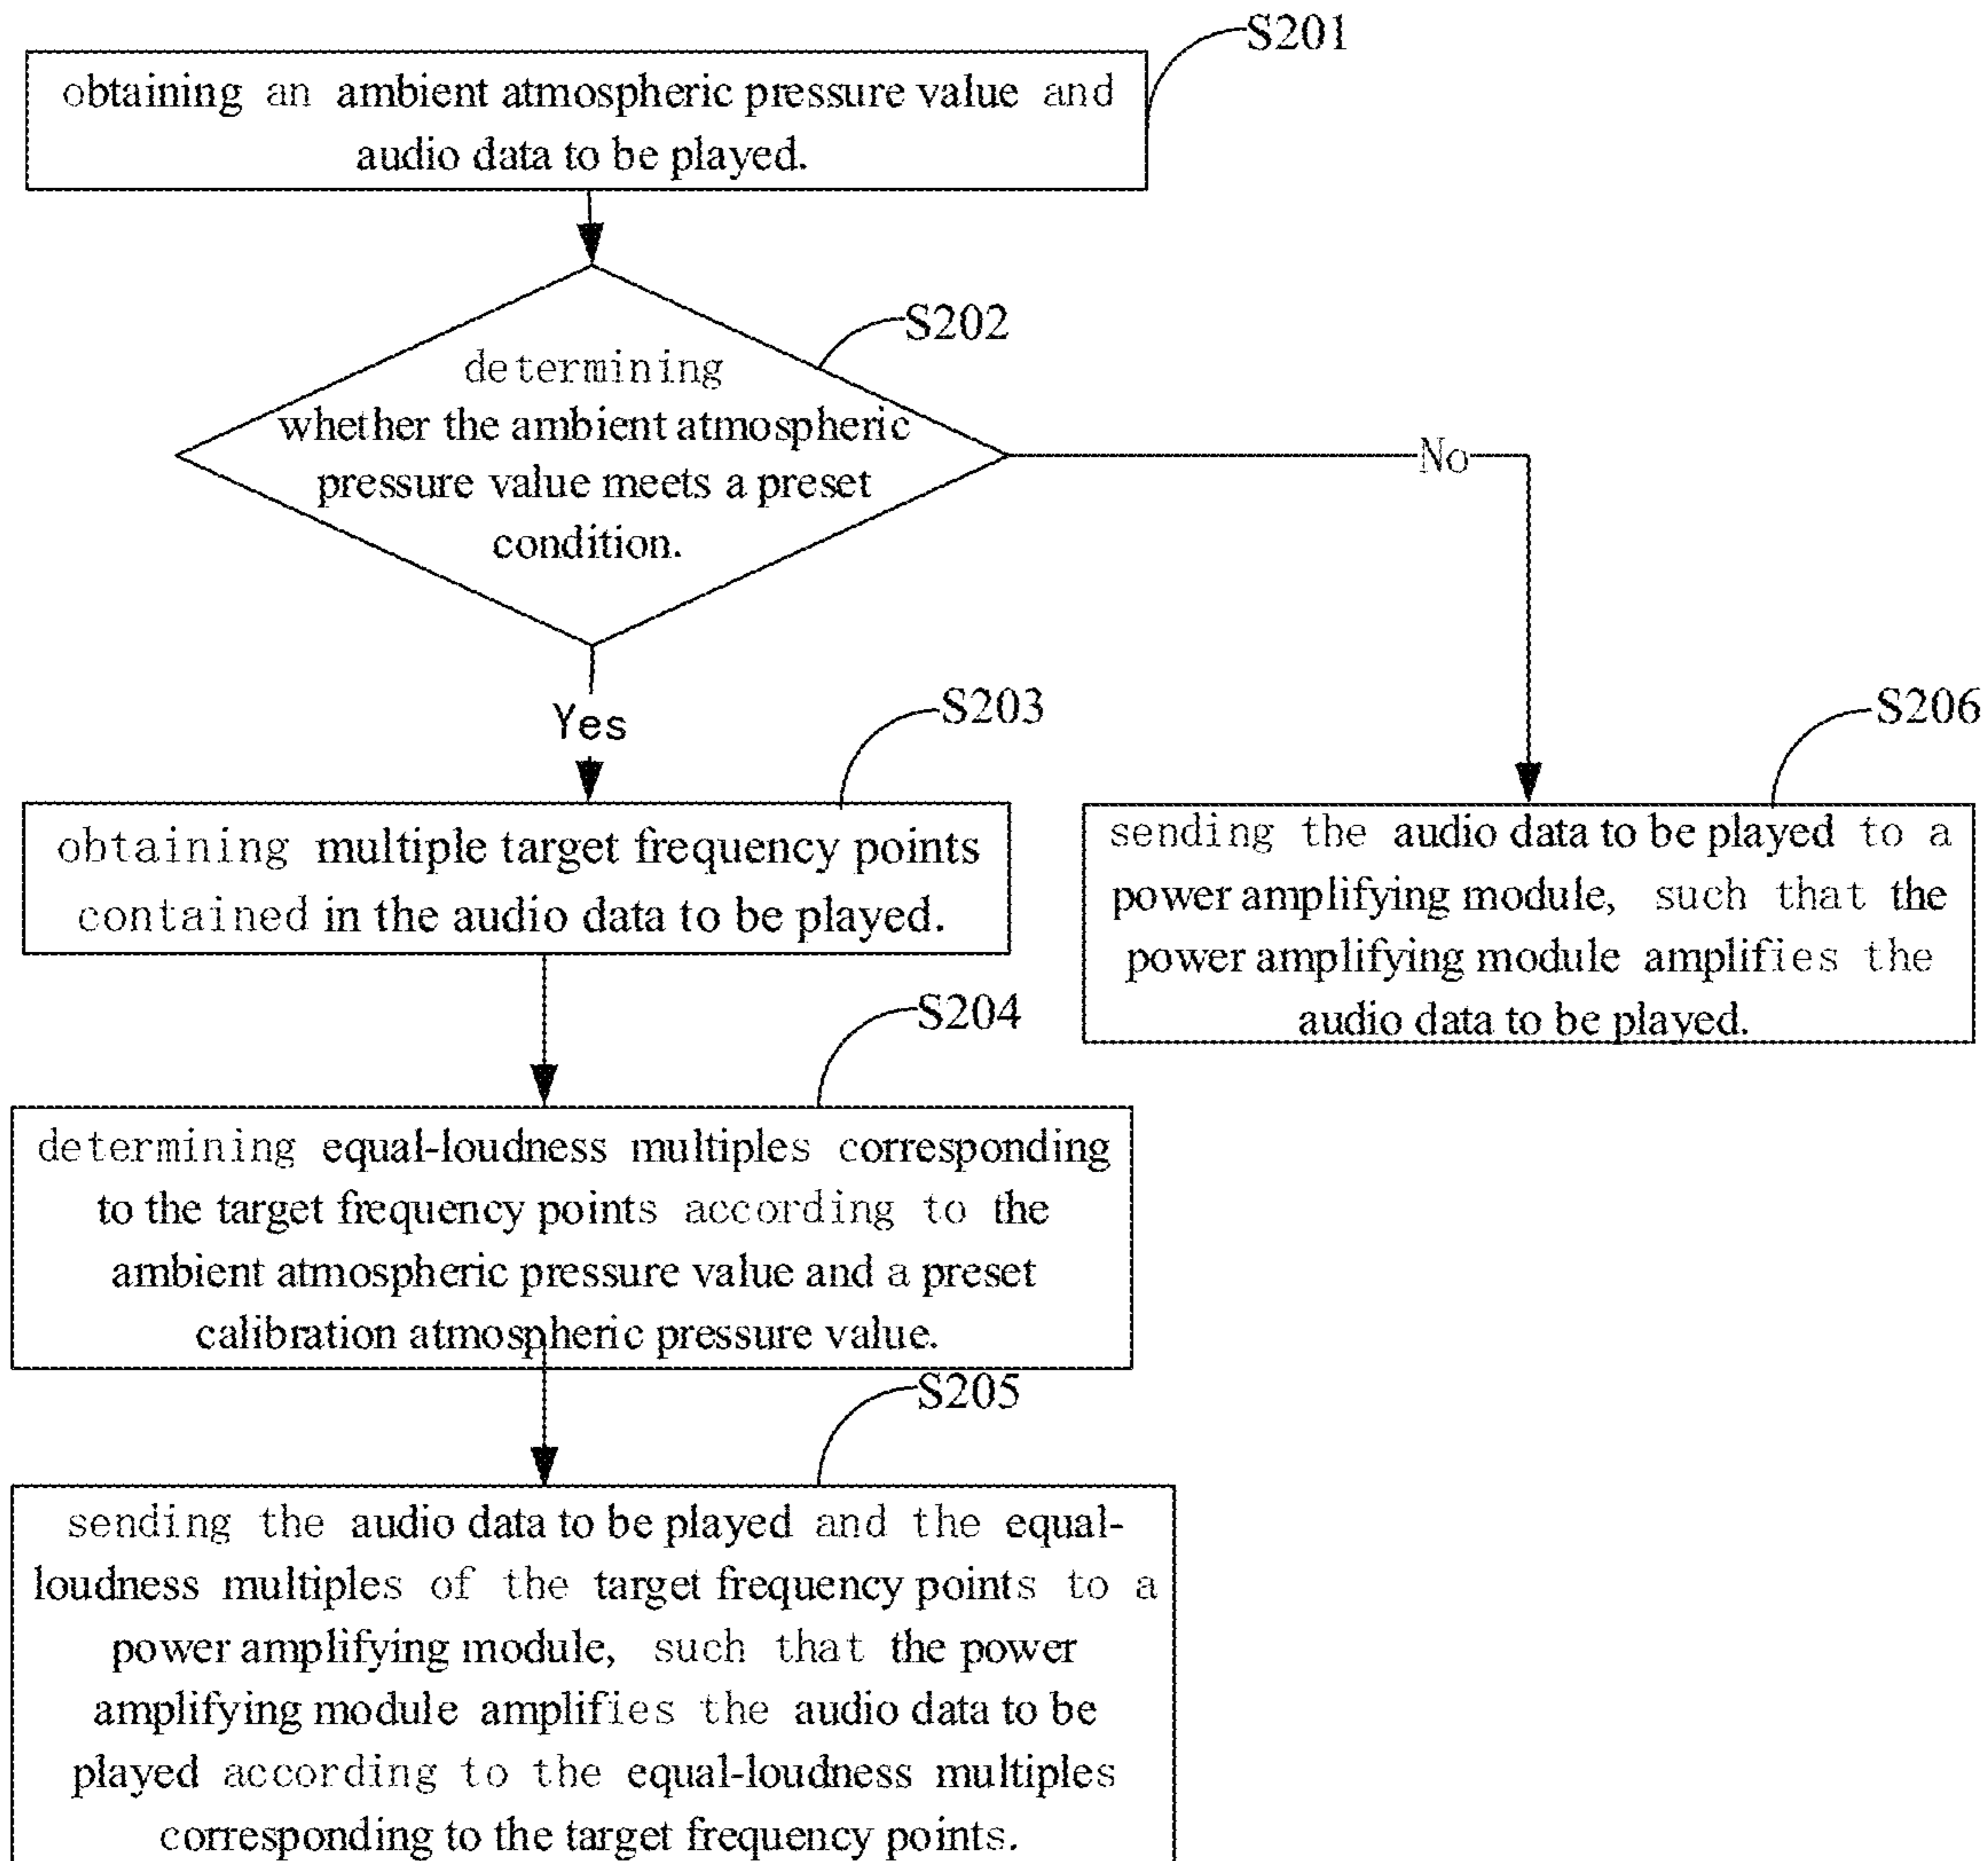 S201
obtaining an ambient atmospheric pressure value and
audio data to be played.
S202
determining
whether the ambient atmospheric
pressure value meets a preset
condition.
No
Yes
S203
obtaining multiple target frequency points
contained in the audio data to be played.
S206
sending the audio data to be played to a
power amplifying module, such that the
power amplifying module amplifies the
audio data to be played.
S204
determining equal-loudness multiples corresponding
to the target frequency points according to the
ambient atmospheric pressure value and a preset
calibration atmospheric pressure value.
S205
sending the audio data to be played and the equal-
loudness multiples of the target frequency points to a
power amplifying module, such that the power
amplifying module amplifies the audio data to be
played according to the equal-loudness multiples
corresponding to the target frequency points.